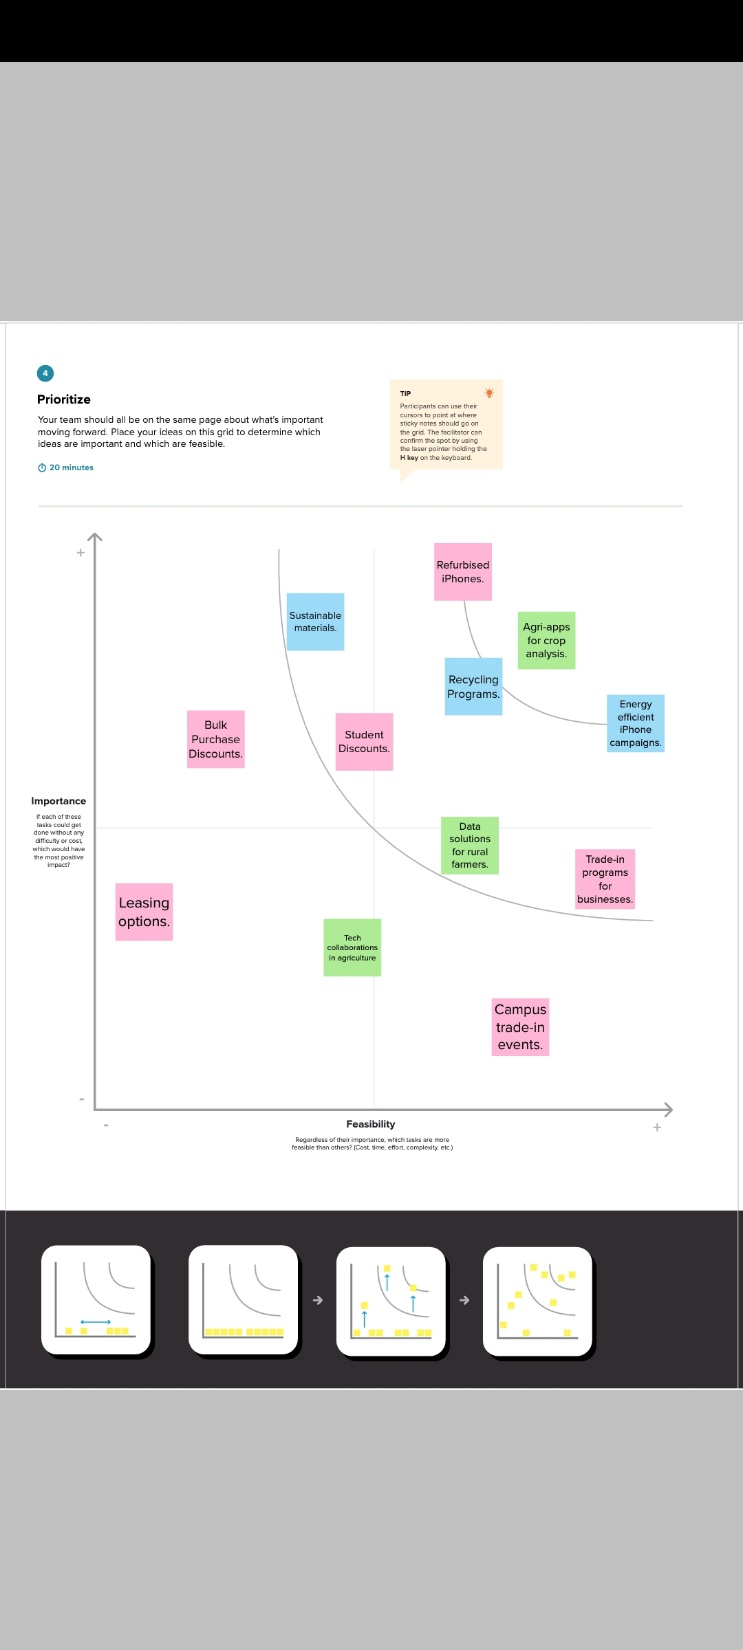 4
Prioritize
Your team should all be on the same page about what's important
moving forward. Place your ideas on this grid to determine which
ideas are important and which are feasible.
20 minutes
TIP
Participants can use their
cursors to point at where
sticky notes should go on
the grid. The facilitator can
confirm the spot by using
the laser pointer holding the
H key on the keyboard.
+
Refurbised
iPhones.
Sustainable
materials.
Agri-apps
for crop
analysis.
Recycling
Programs.
Energy
efficient
iPhone
campaigns.
Bulk
Purchase
Discounts.
Student
Discounts.
Importance
If each of these
tasks could get
done without any
difficulty or cost,
which would have
the most positive
impact?
Data
solutions
for rural
farmers.
Trade-in
programs
for
businesses.
Leasing
options.
Tech
collaborations
in agriculture
Campus
trade-in
events.
-
-
Feasibility
+
Regardless of their importance, which tasks are more
feasible than others? (Cost, time, effort, complexity, etc.)